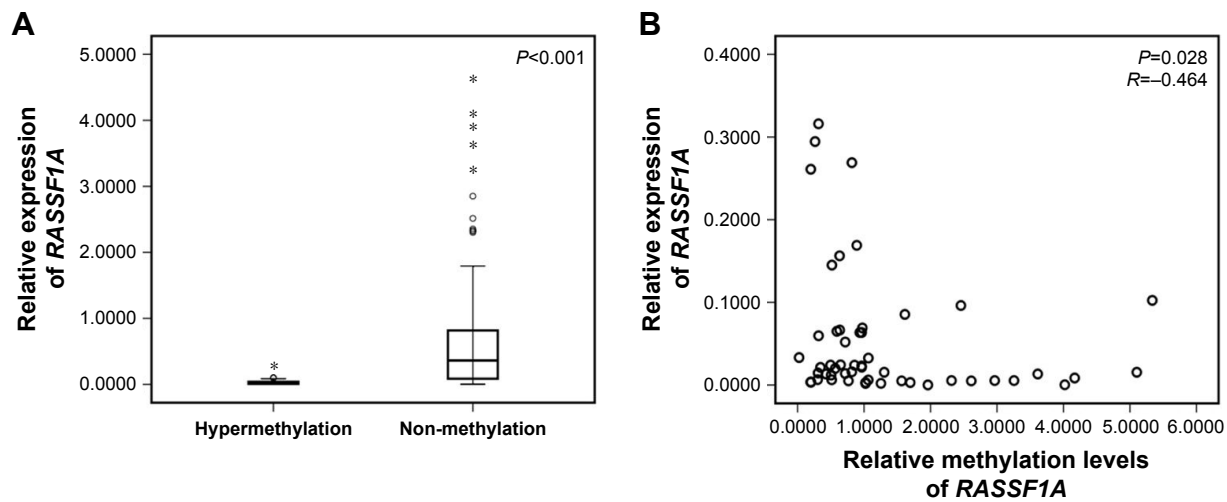 A
Relative expression
of RASSF1A
5.0000
4.0000
3.0000
2.0000
1.0000
0.0000
P<0.001
Hypermethylation
Non-methylation
B
Relative expression
of RASSF1A
0.4000
0.3000
0.2000
0.1000
0.0000
P=0.028
R=–0.464
0.0000 1.0000 2.0000 3.0000 4.0000 5.0000 6.0000
Relative methylation levels
of RASSF1A